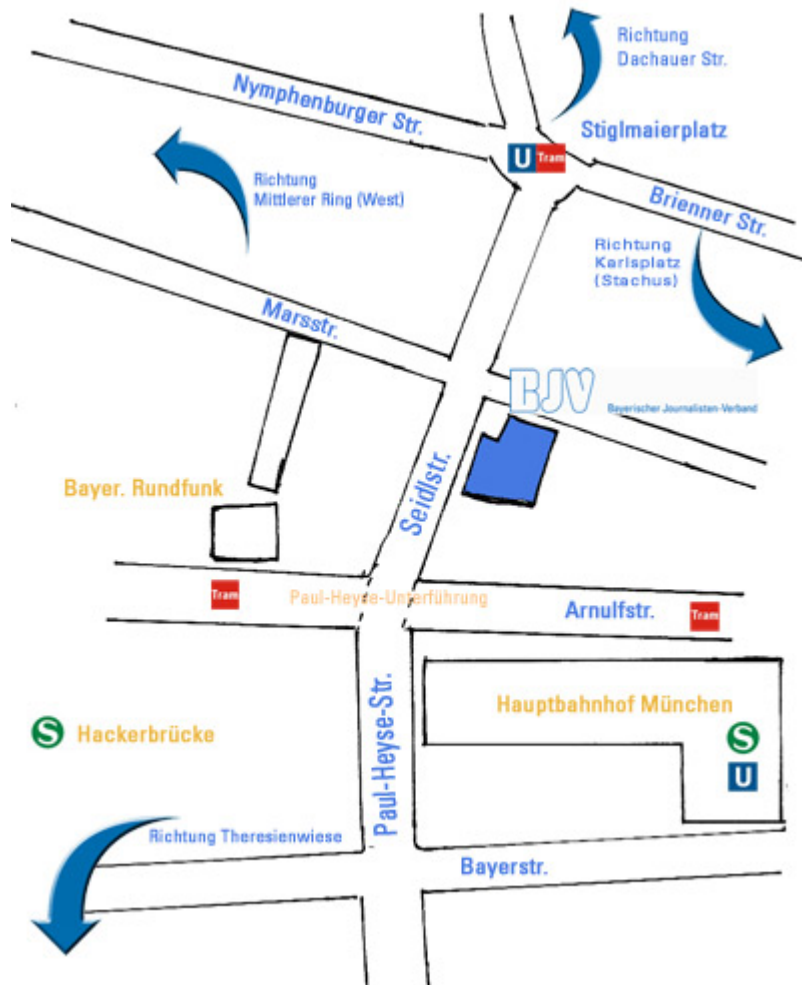 Richtung
Dachauer Str.
Nymphenburger Str.
Stiglmaierplatz
U Tram
Richtung
Mittlerer Ring (West)
Brienner Str.
Richtung
Karlsplatz
(Stachus)
Marsstr.
BJV
Bayerischer Journalisten-Verband
Seidlstr.
Bayer. Rundfunk
Tram
Paul-Heyse-Unterführung
Arnulfstr.
Tram
Paul-Heyse-Str.
Hauptbahnhof München
S Hackerbrücke
S
U
Richtung Theresienwiese
Bayerstr.